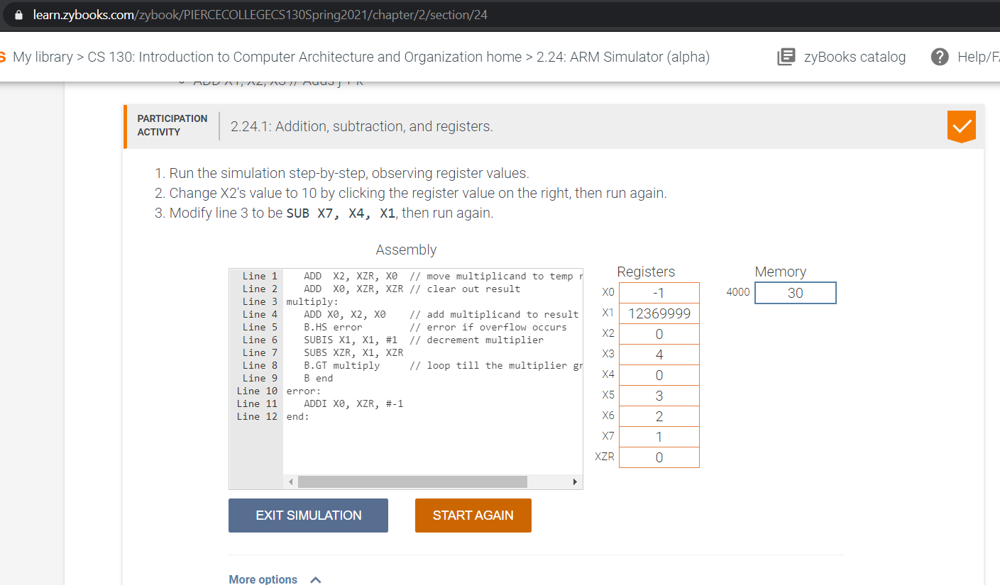 learn.zybooks.com/zybook/PIERCECOLLEGECS130Spring2021/chapter/2/section/24
S My library > CS 130: Introduction to Computer Architecture and Organization home > 2.24: ARM Simulator (alpha) zyBooks catalog ? Help/FA
ADD X1, X2, X3 // Adds j + k
PARTICIPATION ACTIVITY 2.24.1: Addition, subtraction, and registers.
1. Run the simulation step-by-step, observing register values.
2. Change X2's value to 10 by clicking the register value on the right, then run again.
3. Modify line 3 to be SUB X7, X4, X1, then run again.
Assembly
Line 1 ADD X2, XZR, X0 // move multiplicand to temp r
Line 2 ADD X0, XZR, XZR // clear out result
Line 3 multiply:
Line 4 ADD X0, X2, X0 // add multiplicand to result
Line 5 B.HS error // error if overflow occurs
Line 6 SUBIS X1, X1, #1 // decrement multiplier
Line 7 SUBS XZR, X1, XZR
Line 8 B.GT multiply // loop till the multiplier gr
Line 9 B end
Line 10 error:
Line 11 ADDI X0, XZR, #-1
Line 12 end:
Registers
X0 -1
X1 12369999
X2 0
X3 4
X4 0
X5 3
X6 2
X7 1
XZR 0
Memory
4000 30
EXIT SIMULATION START AGAIN
More options